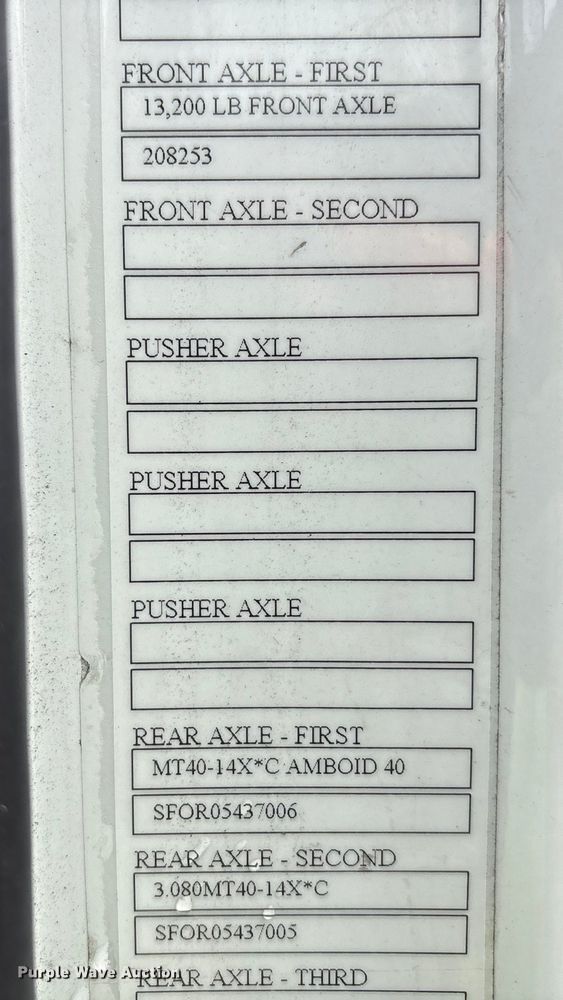 FRONT AXLE - FIRST
13,200 LB FRONT AXLE
208253
FRONT AXLE - SECOND
PUSHER AXLE
PUSHER AXLE
PUSHER AXLE
REAR AXLE - FIRST
MT40-14X*C AMBOID 40
SFOR05437006
REAR AXLE - SECOND
3.080MT40-14X*C
SFOR05437005
REAR AXLE - THIRD
Purple Wave Auction